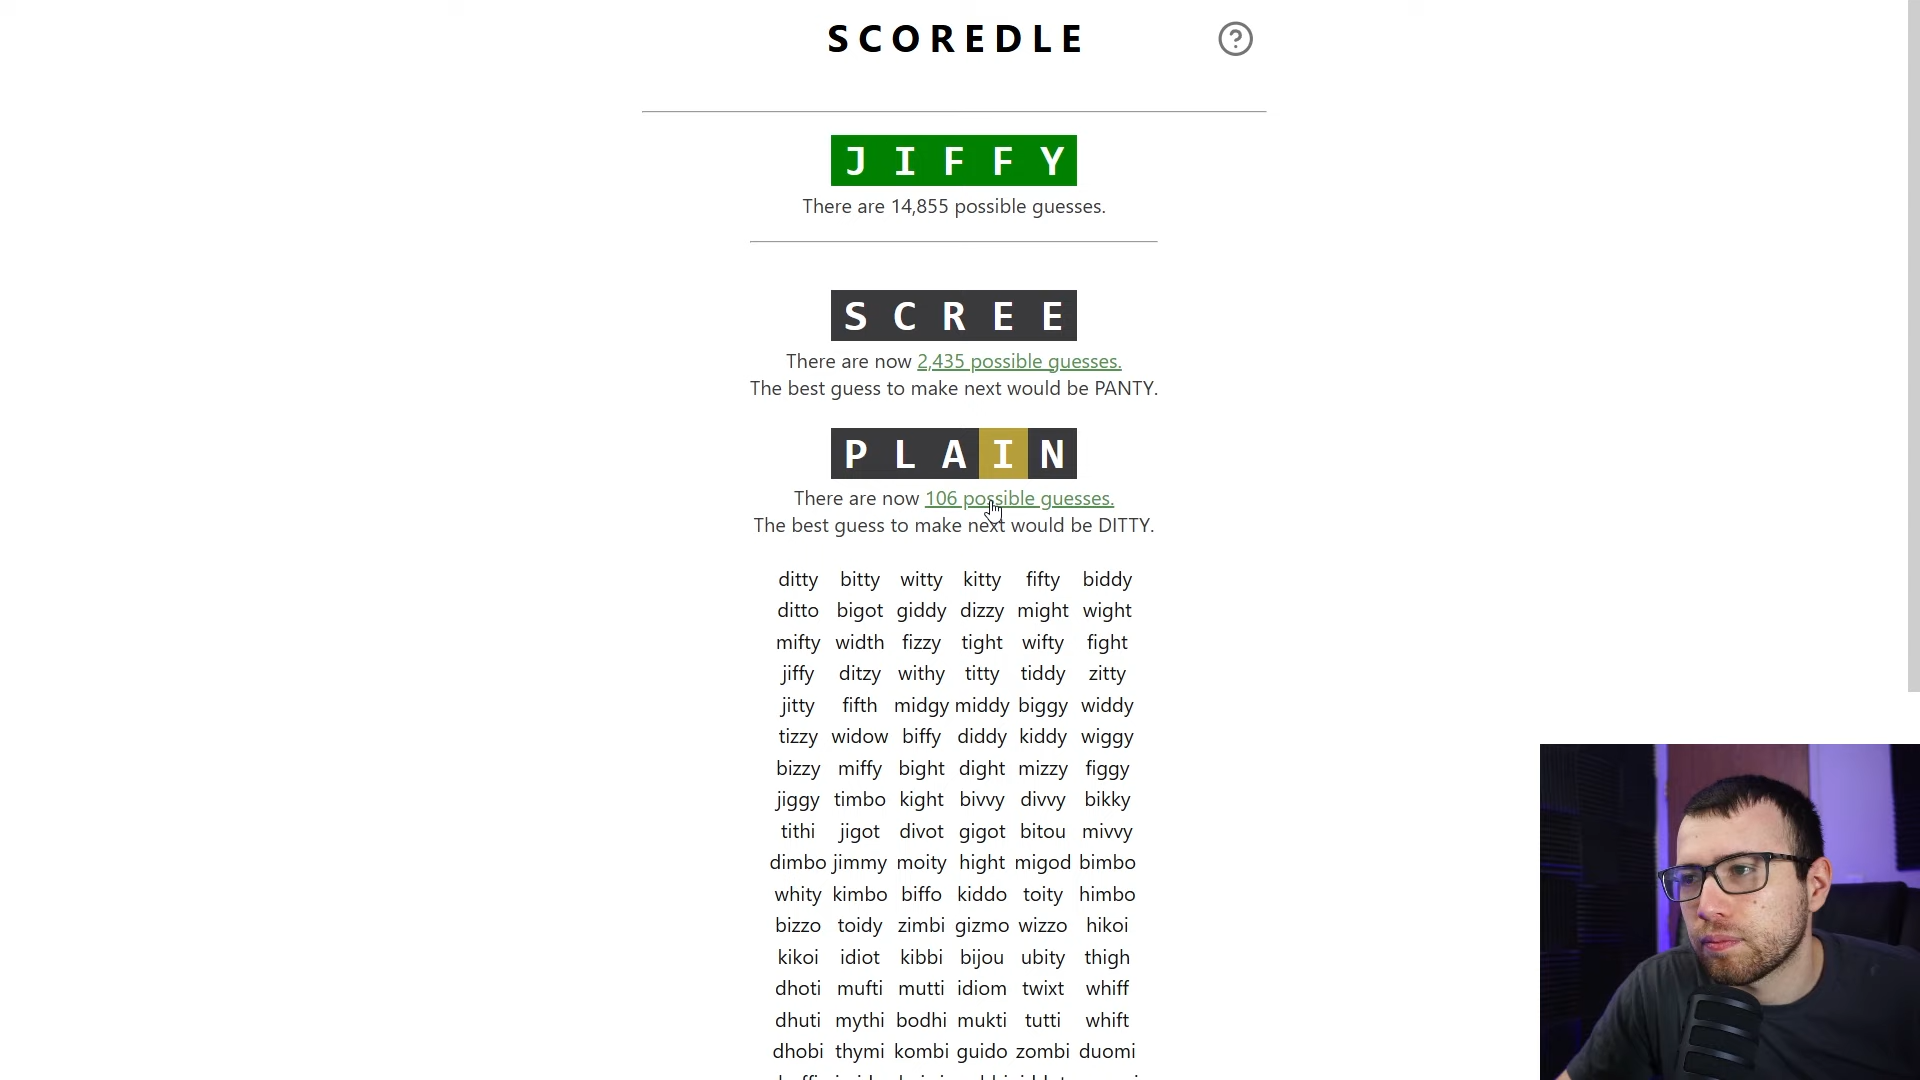 SCOREDLE
?
JIFFY
There are 14,855 possible guesses.
SCREE
There are now 2,435 possible guesses.
The best guess to make next would be PANTY.
PLAIN
There are now 106 possible guesses.
The best guess to make next would be DITTY.
ditty bitty witty kitty fifty biddy
ditto bigot giddy dizzy might wight
mifty width fizzy tight wifty fight
jiffy ditzy withy titty tiddy zitty
jitty fifth midgy middy biggy widdy
tizzy widow biffy diddy kiddy wiggy
bizzy miffy bight dight mizzy figgy
jiggy timbo kight bivvy divvy bikky
tithi jigot divot gigot bitou mivvy
dimbo jimmy moity hight migod bimbo
whity kimbo biffo kiddo toity himbo
bizzo toidy zimbi gizmo wizzo hikoi
kikoi idiot kibbi bijou ubity thigh
dhoti mufti mutti idiom twixt whiff
dhuti mythi bodhi mukti tutti whift
dhobi thymi kombi guido zombi duomi